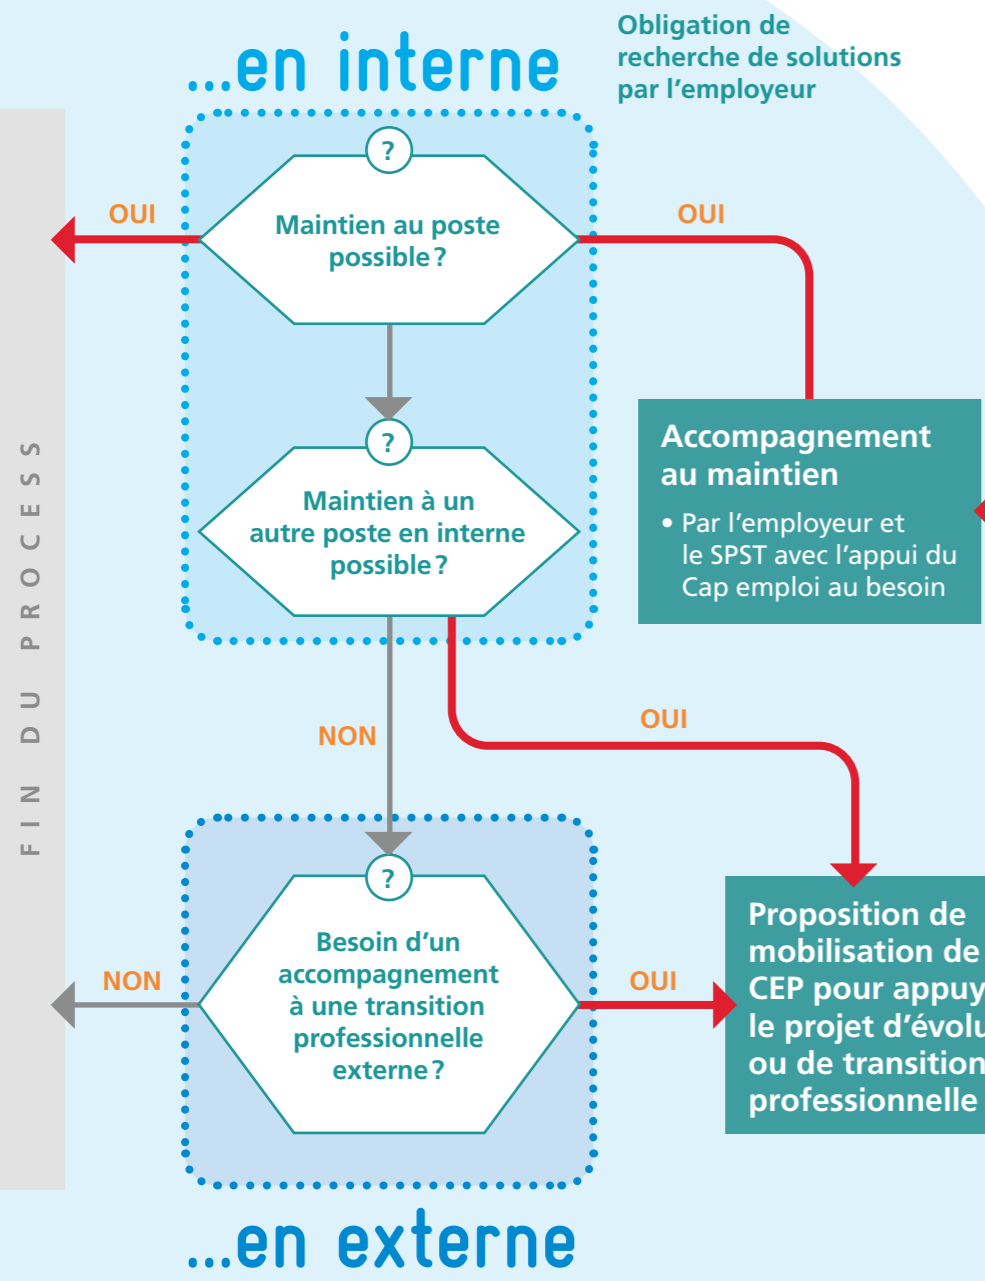 ...en interne
Obligation de
recherche de solutions
par l'employeur
?
Maintien au poste
possible ?
OUI
OUI
?
Maintien à un
autre poste en interne
possible ?
Accompagnement
au maintien
• Par l'employeur et
le SPST avec l'appui du
Cap emploi au besoin
FIN DU PROCESS
NON
OUI
?
Besoin d'un
accompagnement
à une transition
professionnelle
externe ?
NON
OUI
Proposition de
mobilisation de
CEP pour appuy
le projet d'évolu
ou de transition
professionnelle
...en externe